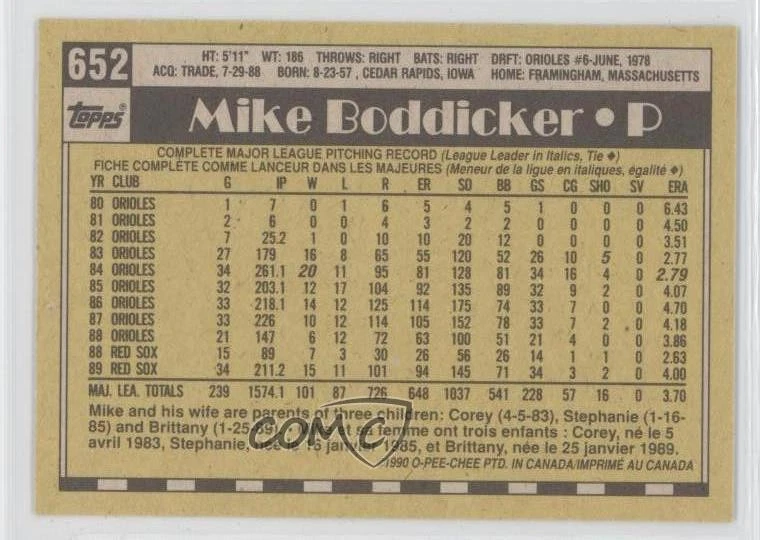 652 HT: 5'11" WT: 186 THROWS: RIGHT BATS: RIGHT DRFT: ORIOLES #6-JUNE, 1978
ACQ: TRADE, 7-29-88 BORN: 8-23-57, CEDAR RAPIDS, IOWA HOME: FRAMINGHAM, MASSACHUSETTS
Topps® Mike Boddicker • P
COMPLETE MAJOR LEAGUE PITCHING RECORD (League Leader in Italics, Tie ◆)
FICHE COMPLÈTE COMME LANCEUR DANS LES MAJEURES (Meneur de la ligue en italiques, égalité ◆)
YR CLUB G IP W L R ER SO BB GS CG SHO SV ERA
80 ORIOLES 1 7 0 1 6 5 4 5 1 0 0 0 6.43
81 ORIOLES 2 6 0 0 4 3 2 2 0 0 0 0 4.50
82 ORIOLES 7 25.2 1 0 10 10 20 12 0 0 0 0 3.51
83 ORIOLES 27 179 16 8 65 55 120 52 26 10 5 0 2.77
84 ORIOLES 34 261.1 20 11 95 81 128 81 34 16 4 0 2.79
85 ORIOLES 32 203.1 12 17 104 92 135 89 32 9 2 0 4.07
86 ORIOLES 33 218.1 14 12 125 114 175 74 33 7 0 0 4.70
87 ORIOLES 33 226 10 12 114 105 152 78 33 7 2 0 4.18
88 ORIOLES 21 147 6 12 72 63 100 51 21 4 0 0 3.86
88 RED SOX 15 89 7 3 30 26 56 26 14 1 1 0 2.63
89 RED SOX 34 211.2 15 11 101 94 145 71 34 3 2 0 4.00
MAJ. LEA. TOTALS 239 1574.1 101 87 726 648 1037 541 228 57 16 0 3.70
Mike and his wife are parents of three children: Corey (4-5-83), Stephanie (1-16-
85) and Brittany (1-25-89). et sa femme ont trois enfants : Corey, né le 5
avril 1983, Stephanie, née le 16 janvier 1985, et Brittany, née le 25 janvier 1989.
COMC
1990 O-PEE-CHEE PTD. IN CANADA/IMPRIMÉ AU CANADA